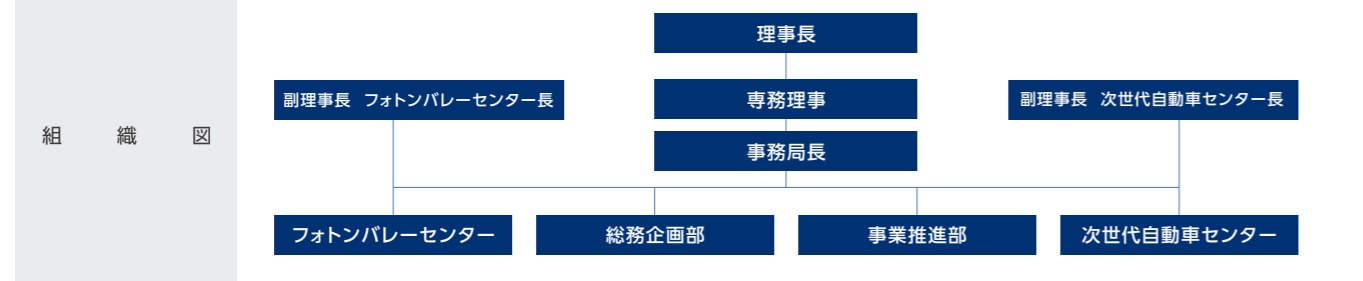 組織図
理事長
副理事長 フォトンバレーセンター長
専務理事
副理事長 次世代自動車センター長
事務局長
フォトンバレーセンター
総務企画部
事業推進部
次世代自動車センター